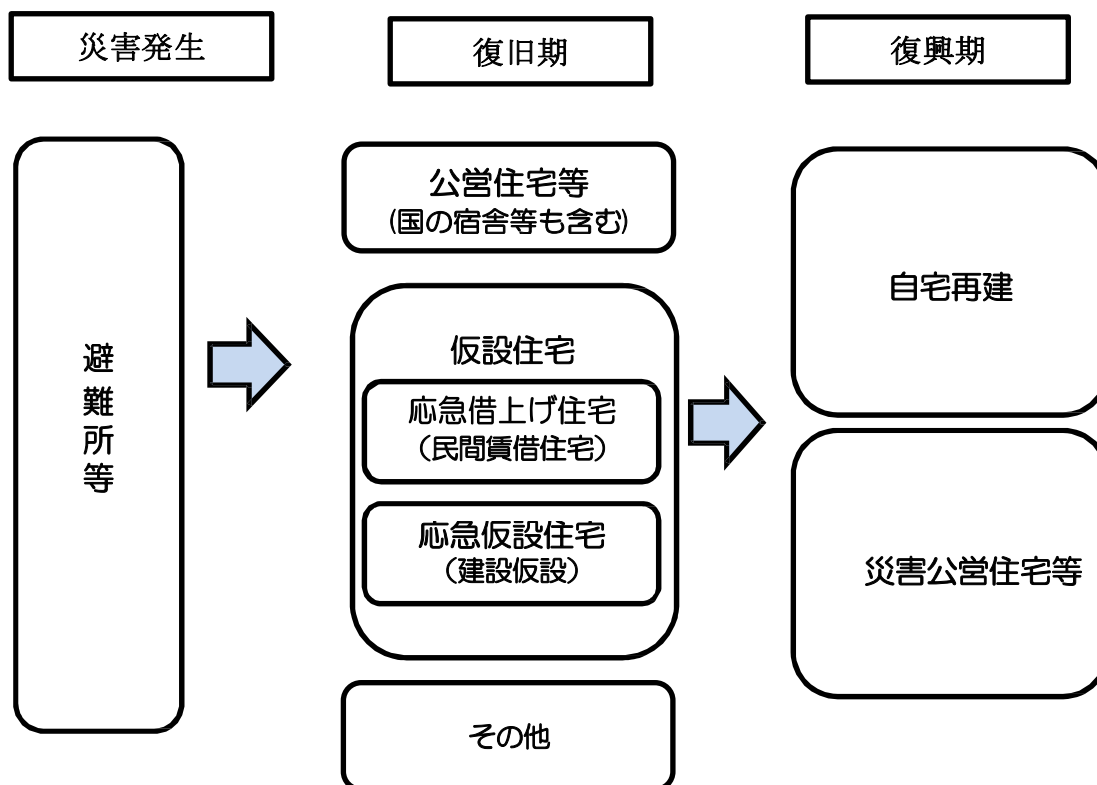 災害発生
復旧期
復興期
避難所等
公営住宅等
(国の宿舎等も含む)
仮設住宅
応急借上げ住宅
（民間賃借住宅）
応急仮設住宅
（建設仮設）
その他
自宅再建
災害公営住宅等